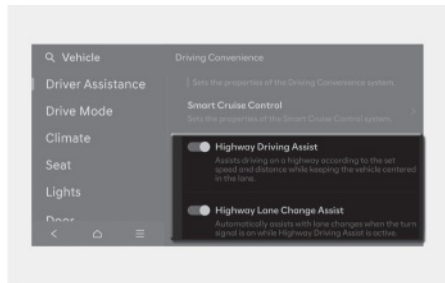 Vehicle
Driver Assistance
Drive Mode
Climate
Seat
Lights
Door
Driving Convenience
Sets the properties of the Driving Convenience system.
Smart Cruise Control
Sets the properties of the Smart Cruise Control system.
Highway Driving Assist
Assists driving on a highway according to the set
speed and distance while keeping the vehicle centered
in the lane.
Highway Lane Change Assist
Automatically assists with lane changes when the turn
signal is on while Highway Driving Assist is active.